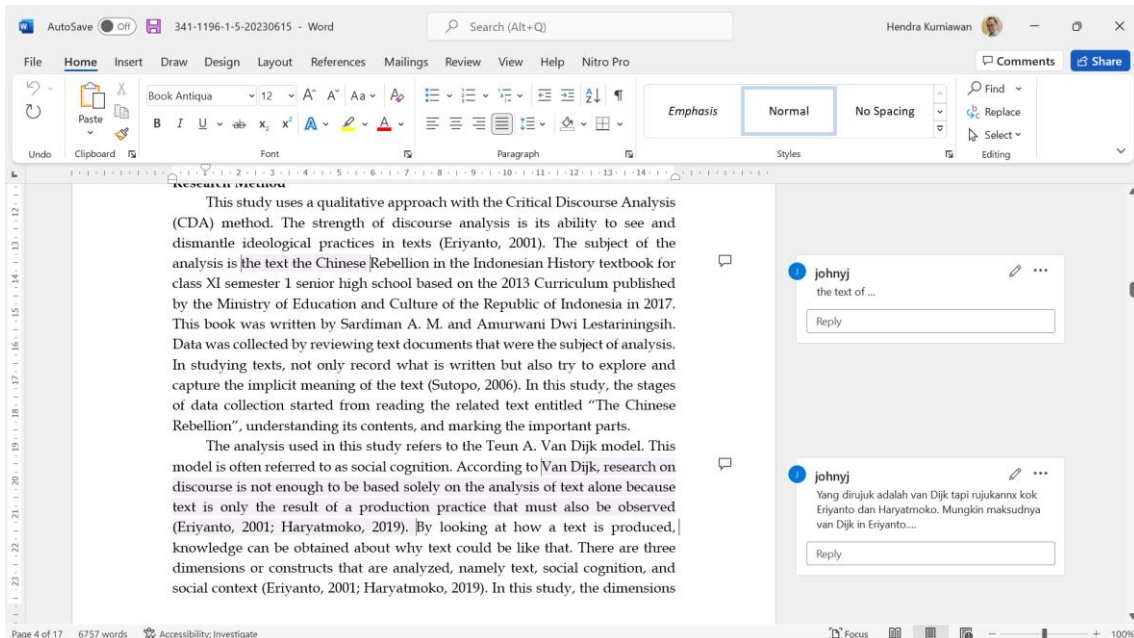 AutoSave Off 341-1196-1-5-20230615 - Word Search (Alt+Q) Hendra Kurniawan
File Home Insert Draw Design Layout References Mailings Review View Help Nitro Pro Comments Share
Book Antiqua 12 A^ A˅ Aa Find
Paste Emphasis Normal No Spacing Replace
B I U ab x₂ x² A A Select
Undo Clipboard Font Paragraph Styles Editing
Research Method
This study uses a qualitative approach with the Critical Discourse Analysis
(CDA) method. The strength of discourse analysis is its ability to see and
dismantle ideological practices in texts (Eriyanto, 2001). The subject of the
analysis is the text the Chinese Rebellion in the Indonesian History textbook for
class XI semester 1 senior high school based on the 2013 Curriculum published
by the Ministry of Education and Culture of the Republic of Indonesia in 2017.
This book was written by Sardiman A. M. and Amurwani Dwi Lestariningsih.
Data was collected by reviewing text documents that were the subject of analysis.
In studying texts, not only record what is written but also try to explore and
capture the implicit meaning of the text (Sutopo, 2006). In this study, the stages
of data collection started from reading the related text entitled “The Chinese
Rebellion”, understanding its contents, and marking the important parts.
The analysis used in this study refers to the Teun A. Van Dijk model. This
model is often referred to as social cognition. According to Van Dijk, research on
discourse is not enough to be based solely on the analysis of text alone because
text is only the result of a production practice that must also be observed
(Eriyanto, 2001; Haryatmoko, 2019). By looking at how a text is produced,
knowledge can be obtained about why text could be like that. There are three
dimensions or constructs that are analyzed, namely text, social cognition, and
social context (Eriyanto, 2001; Haryatmoko, 2019). In this study, the dimensions
J johnyj
the text of ...
Reply
J johnyj
Yang dirujuk adalah van Dijk tapi rujukannx kok
Eriyanto dan Haryatmoko. Mungkin maksudnya
van Dijk in Eriyanto....
Reply
Page 4 of 17 6757 words Accessibility: Investigate Focus 100%